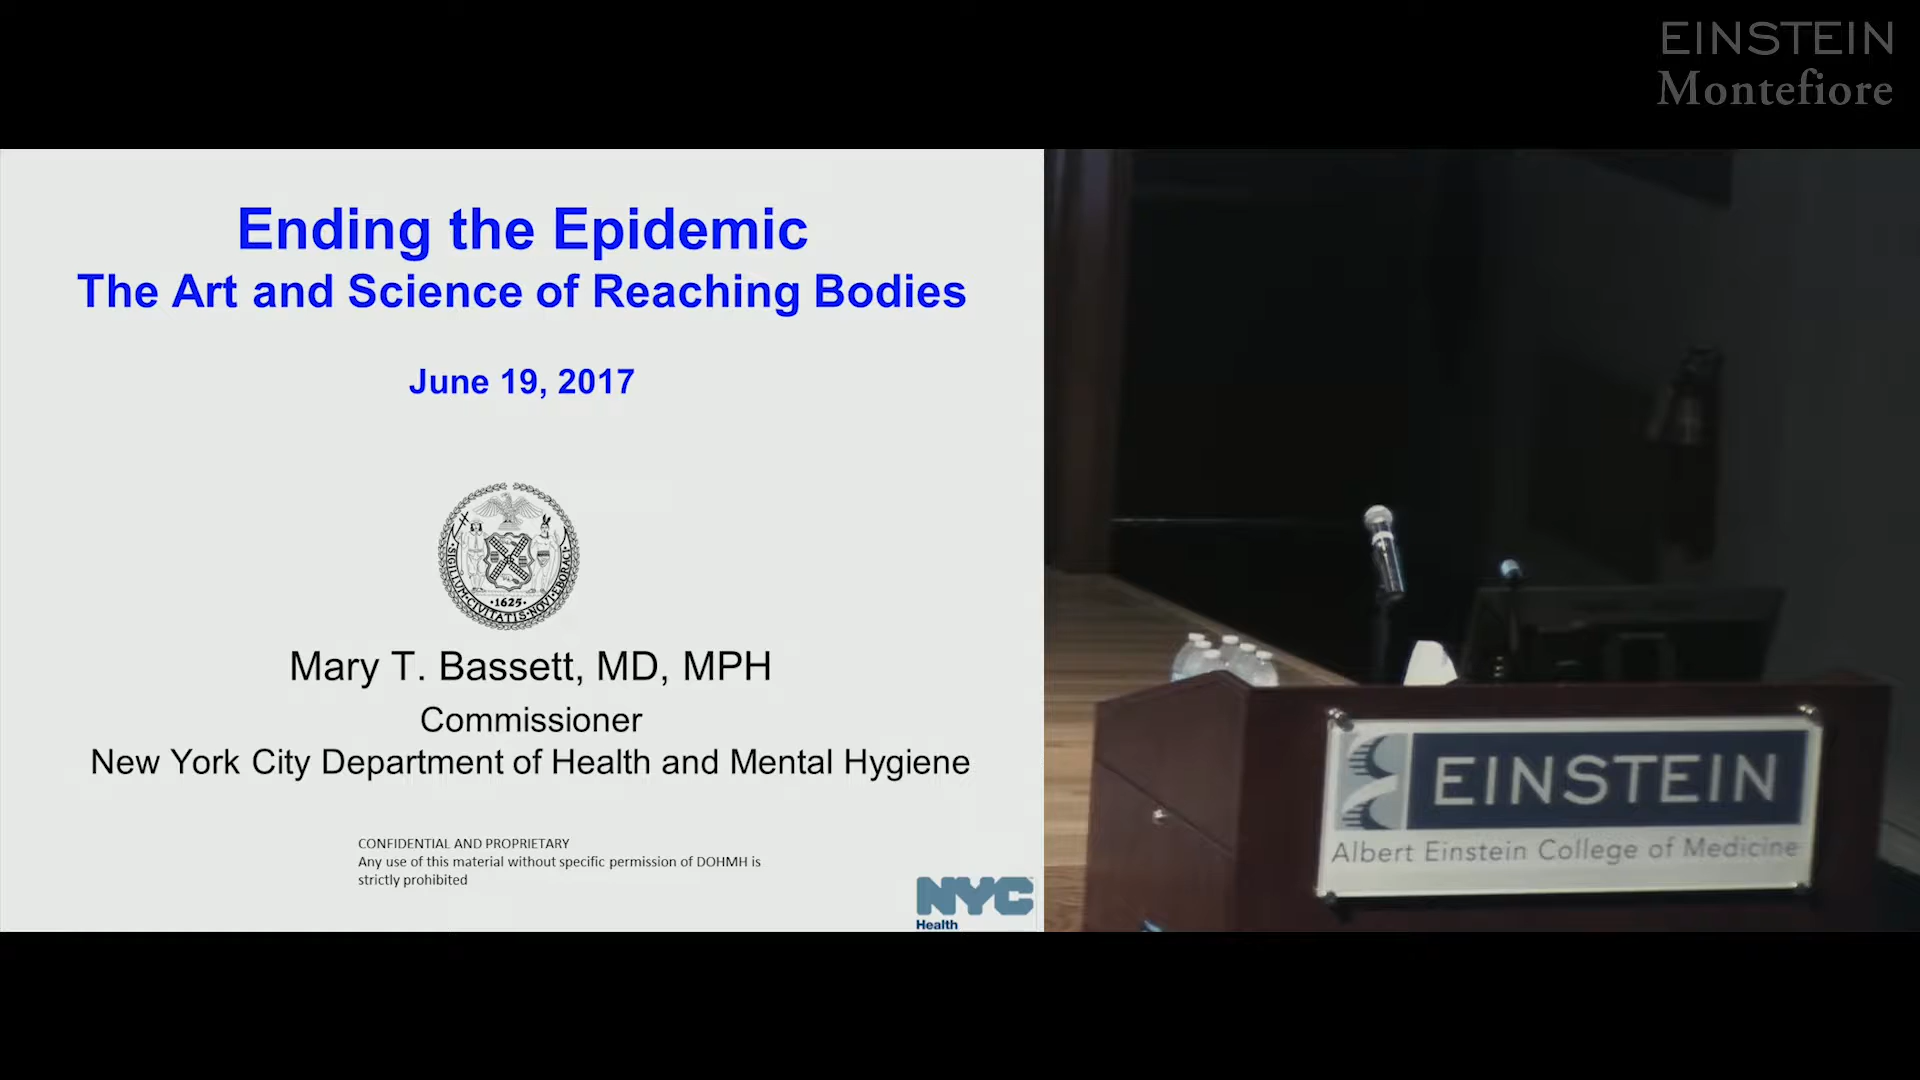 EINSTEIN
Montefiore
Ending the Epidemic
The Art and Science of Reaching Bodies
June 19, 2017
SIGILLUM CIVITATIS NOVI EBORACI
·1625·
Mary T. Bassett, MD, MPH
Commissioner
New York City Department of Health and Mental Hygiene
CONFIDENTIAL AND PROPRIETARY
Any use of this material without specific permission of DOHMH is
strictly prohibited
NYC
Health
EINSTEIN
Albert Einstein College of Medicine